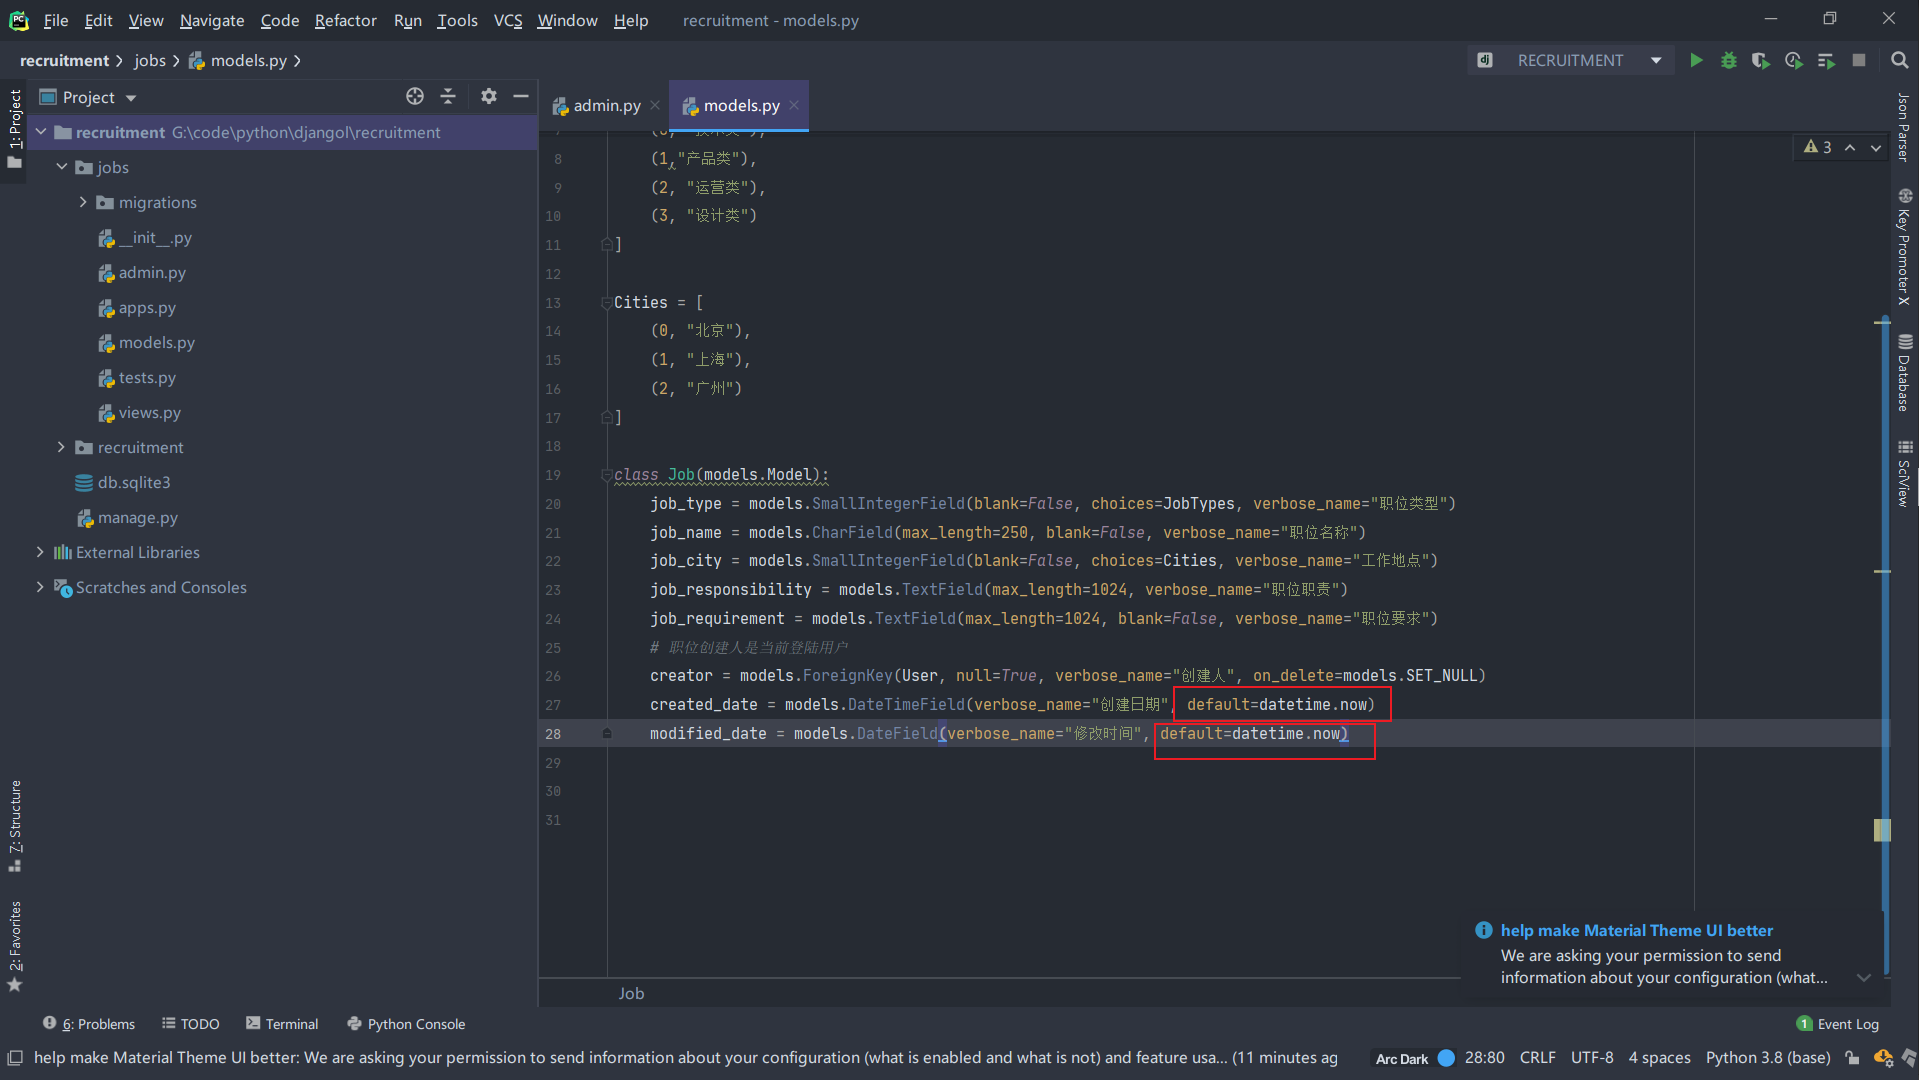 File Edit View Navigate Code Refactor Run Tools VCS Window Help recruitment - models.py
recruitment jobs models.py
RECRUITMENT
Project
recruitment G:\code\python\djangol\recruitment
jobs
migrations
__init__.py
admin.py
apps.py
models.py
tests.py
views.py
recruitment
db.sqlite3
manage.py
External Libraries
Scratches and Consoles
1: Project
7: Structure
2: Favorites
admin.py models.py
3
8 (1,"产品类"),
9 (2, "运营类"),
10 (3, "设计类")
11 ]
12
13 Cities = [
14 (0, "北京"),
15 (1, "上海"),
16 (2, "广州")
17 ]
18
19 class Job(models.Model):
20 job_type = models.SmallIntegerField(blank=False, choices=JobTypes, verbose_name="职位类型")
21 job_name = models.CharField(max_length=250, blank=False, verbose_name="职位名称")
22 job_city = models.SmallIntegerField(blank=False, choices=Cities, verbose_name="工作地点")
23 job_responsibility = models.TextField(max_length=1024, verbose_name="职位职责")
24 job_requirement = models.TextField(max_length=1024, blank=False, verbose_name="职位要求")
25 # 职位创建人是当前登陆用户
26 creator = models.ForeignKey(User, null=True, verbose_name="创建人", on_delete=models.SET_NULL)
27 created_date = models.DateTimeField(verbose_name="创建日期", default=datetime.now)
28 modified_date = models.DateField(verbose_name="修改时间", default=datetime.now)
29
30
31
Job
Json Parser
Key Promoter X
Database
SciView
help make Material Theme UI better
We are asking your permission to send
information about your configuration (what...
6: Problems TODO Terminal Python Console
1 Event Log
help make Material Theme UI better: We are asking your permission to send information about your configuration (what is enabled and what is not) and feature usa... (11 minutes ag
Arc Dark 28:80 CRLF UTF-8 4 spaces Python 3.8 (base)